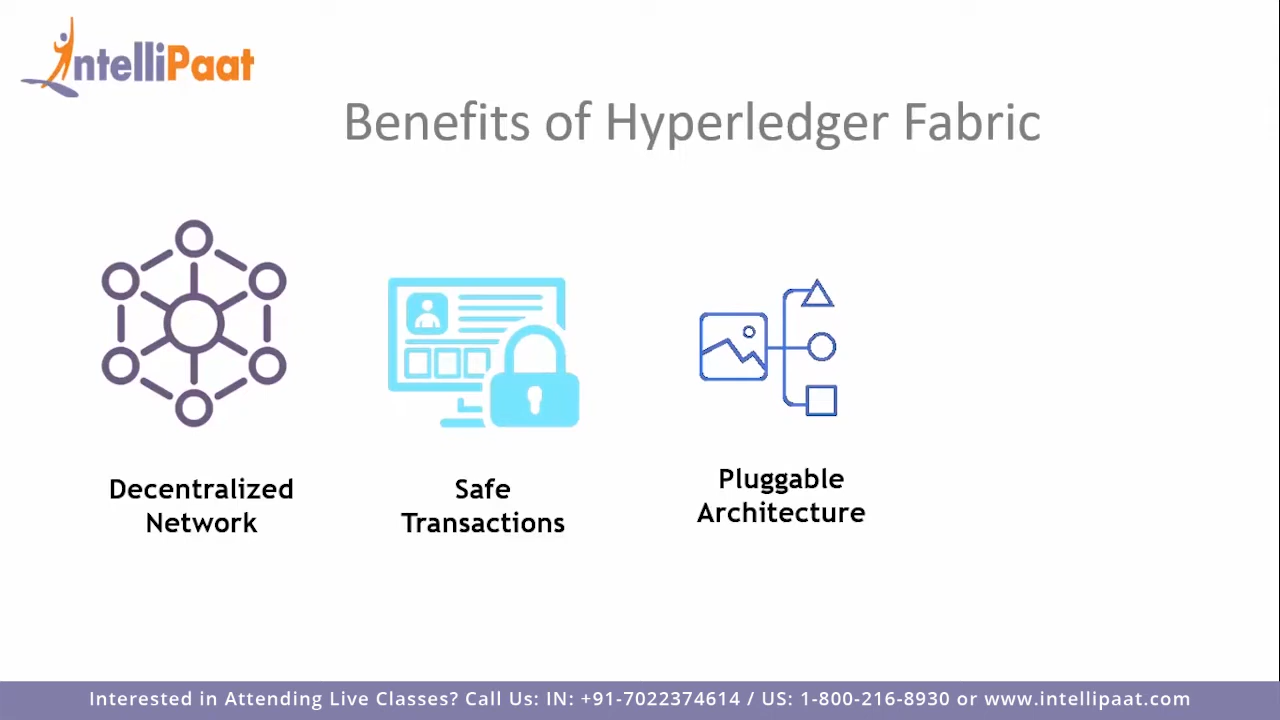 IntelliPaat
Benefits of Hyperledger Fabric
Decentralized
Network
Safe
Transactions
Pluggable
Architecture
Interested in Attending Live Classes? Call Us: IN: +91-7022374614 / US: 1-800-216-8930 or www.intellipaat.com